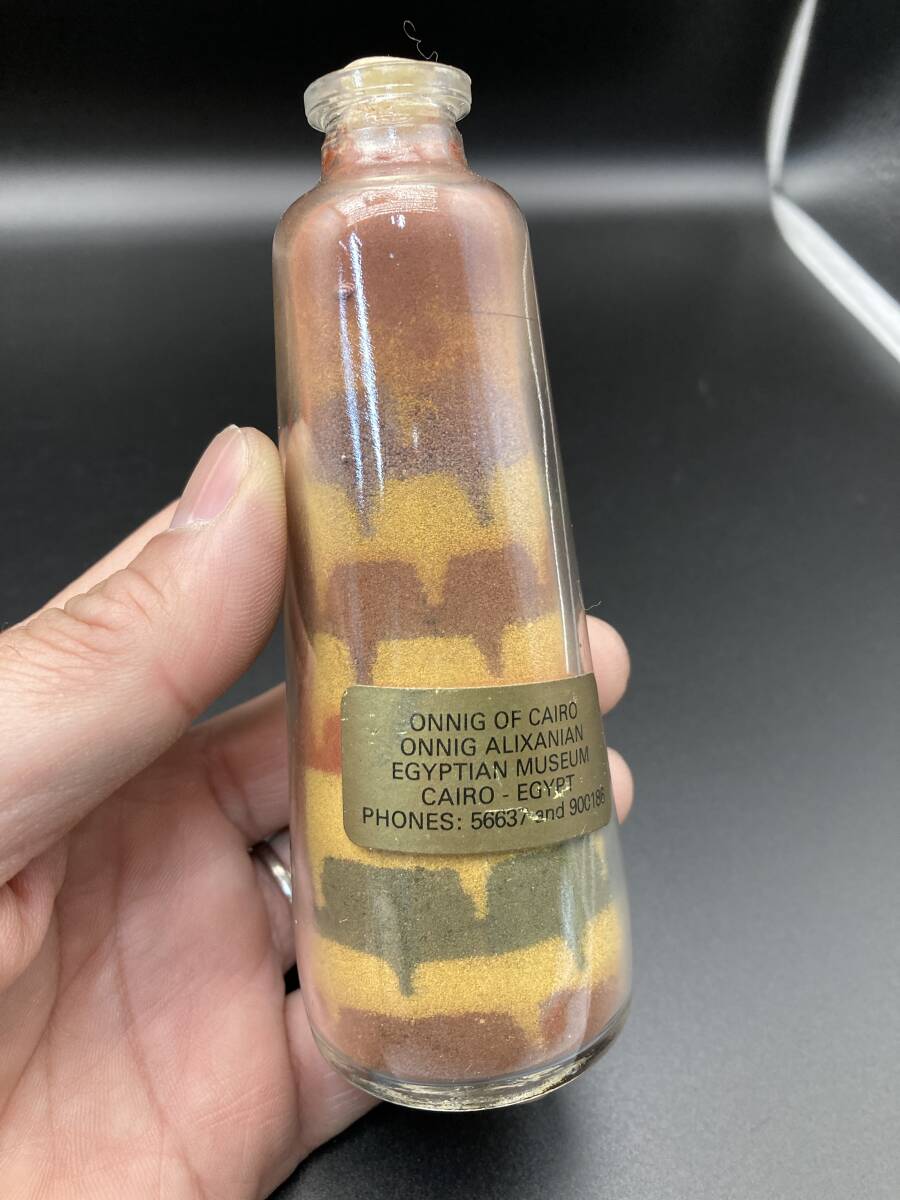 ONNIG OF CAIRO
ONNIG ALIXANIAN
EGYPTIAN MUSEUM
CAIRO - EGYPT
PHONES: 56637 and 900186